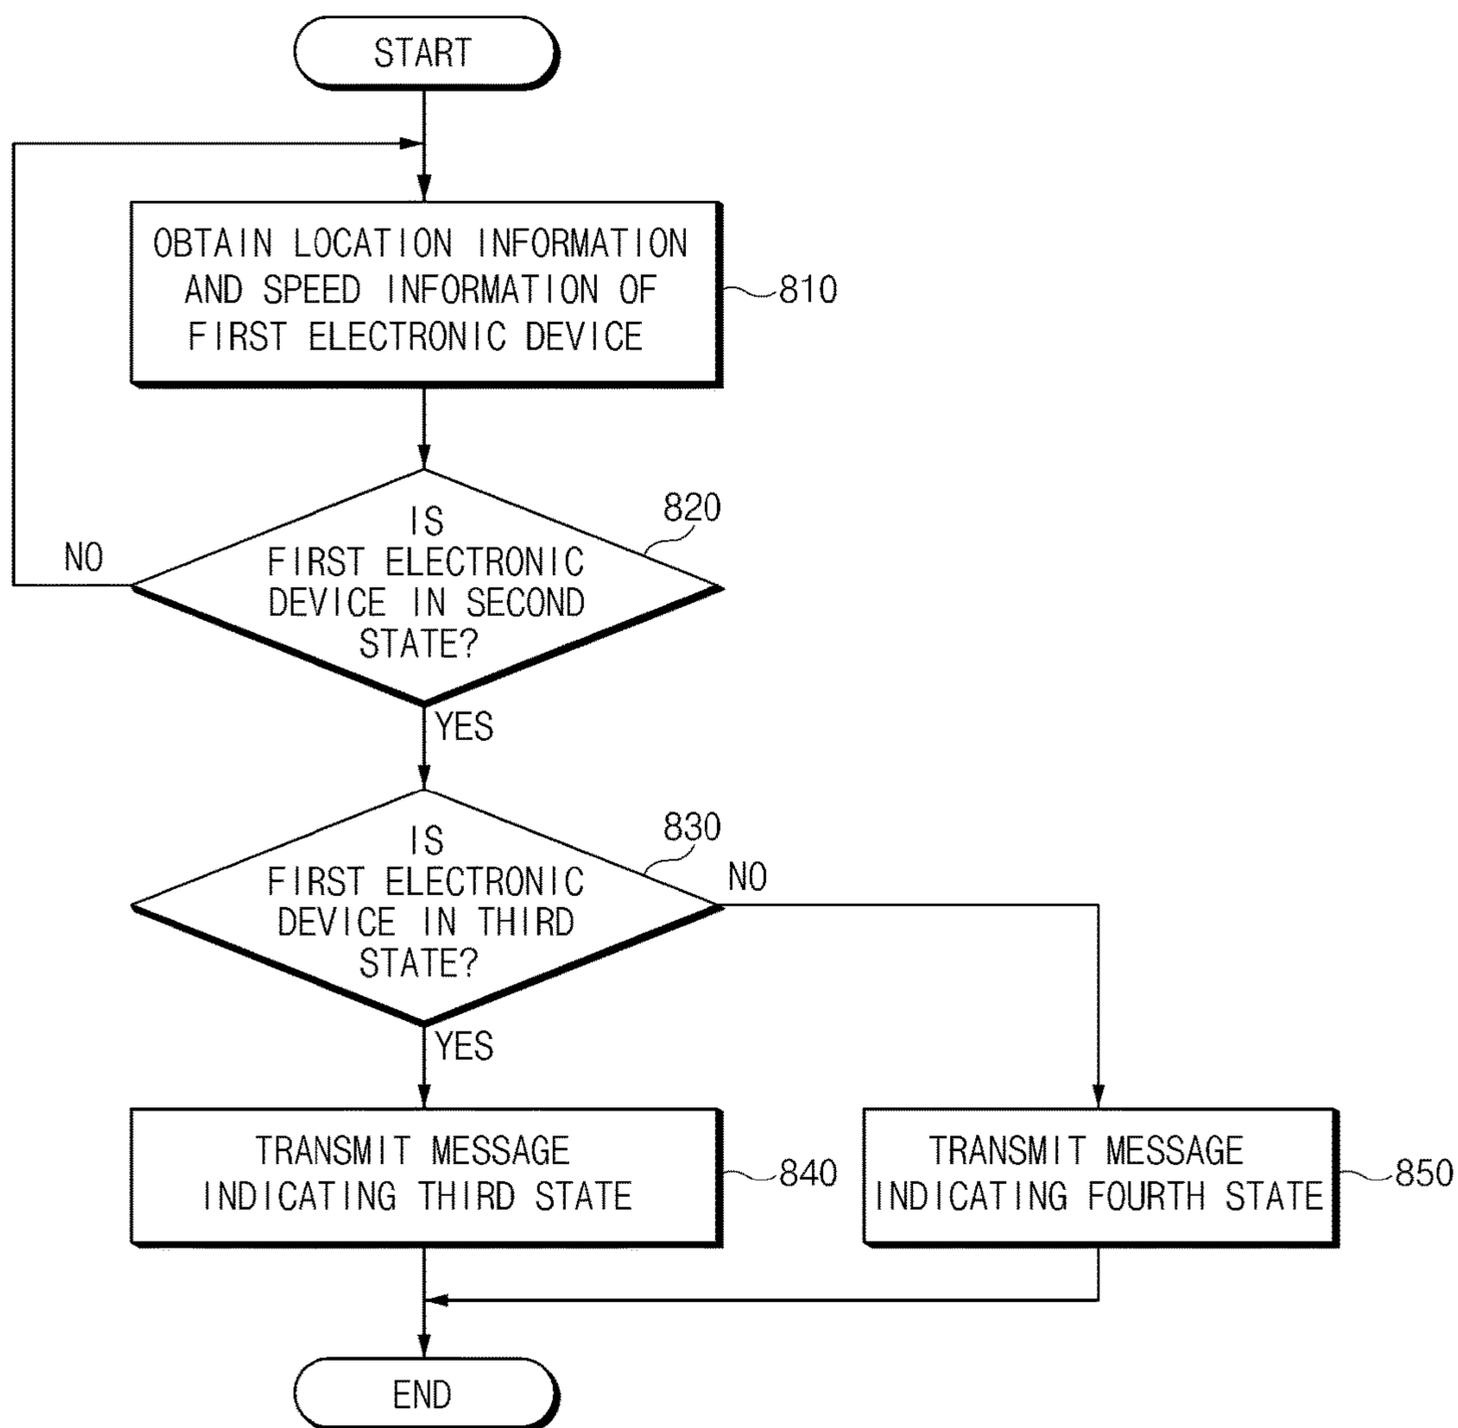 START
OBTAIN LOCATION INFORMATION
AND SPEED INFORMATION OF
FIRST ELECTRONIC DEVICE
810
IS
FIRST ELECTRONIC
DEVICE IN SECOND
STATE?
820
NO
YES
IS
FIRST ELECTRONIC
DEVICE IN THIRD
STATE?
830
NO
YES
TRANSMIT MESSAGE
INDICATING THIRD STATE
840
TRANSMIT MESSAGE
INDICATING FOURTH STATE
850
END